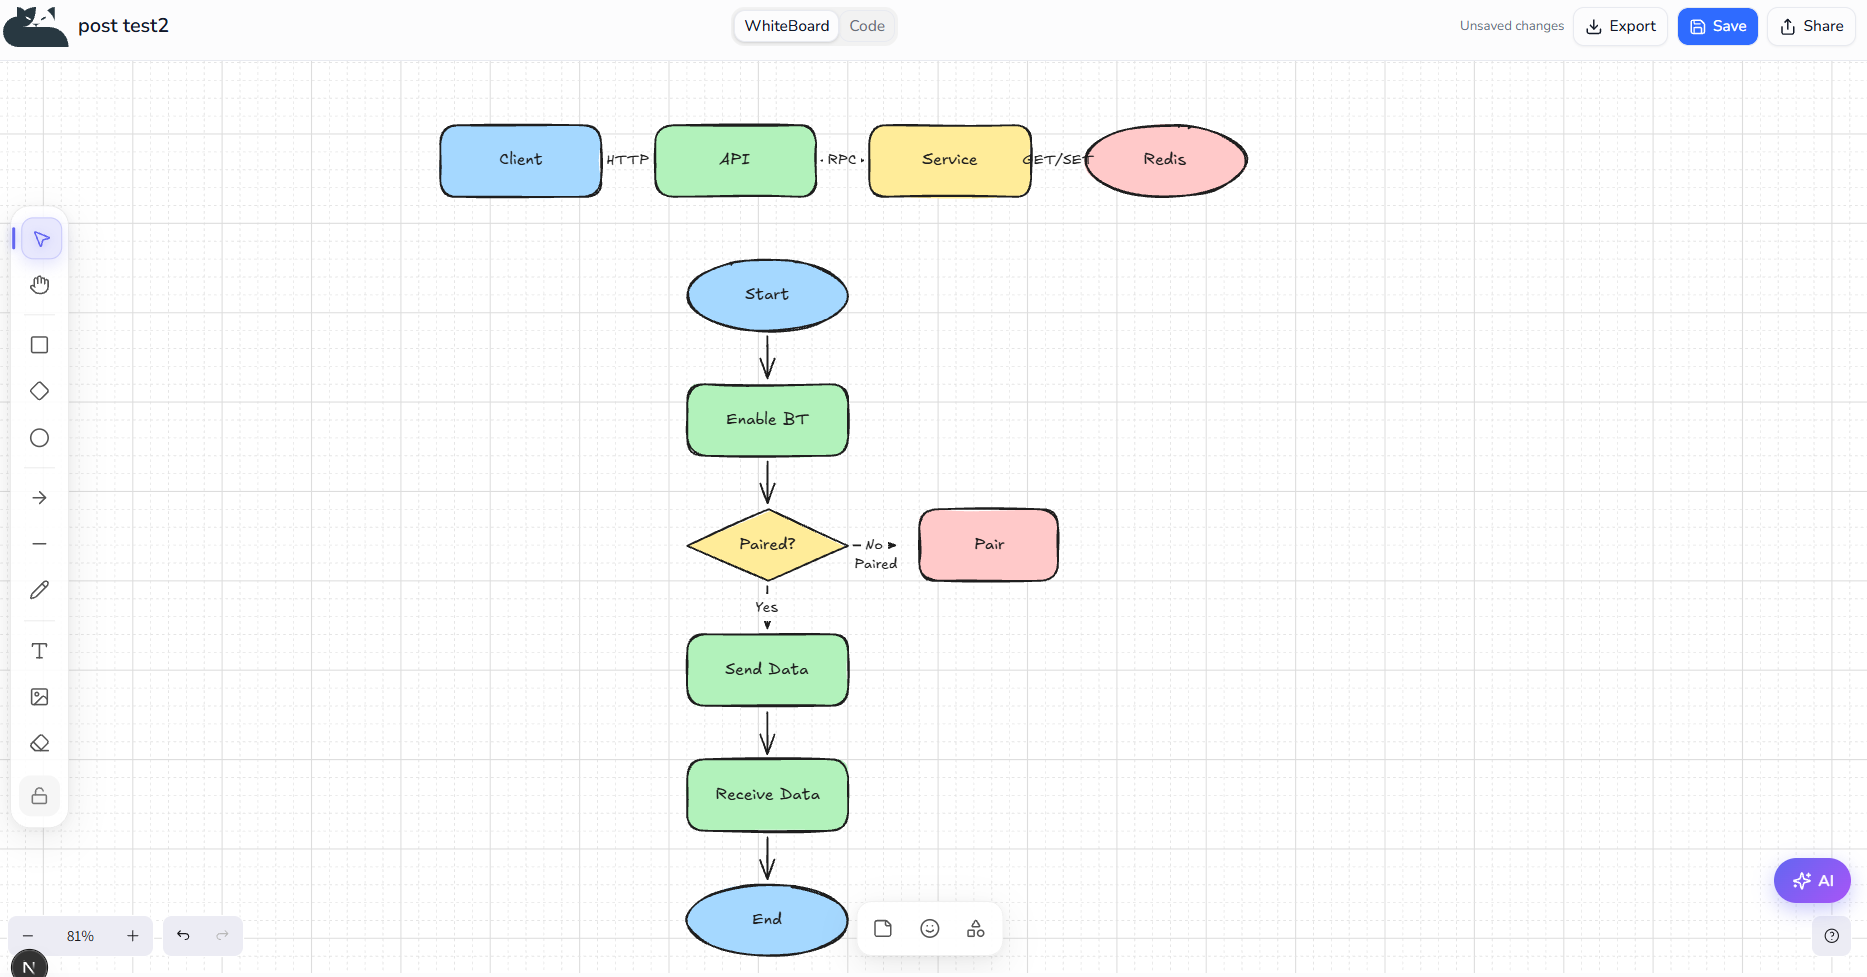 post test2
WhiteBoard
Code
Unsaved changes
Export
Save
Share
Client
HTTP
API
RPC
Service
GET/SET
Redis
Start
Enable BT
Paired?
No
Paired
Pair
Yes
Send Data
Receive Data
End
AI
81%
N